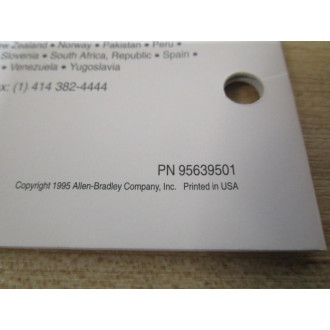 Zealand • Norway • Pakistan • Peru •
Slovenia • South Africa, Republic • Spain •
• Venezuela • Yugoslavia
(1) 414 382-4444
PN 95639501
Copyright 1995 Allen-Bradley Company, Inc. Printed in USA